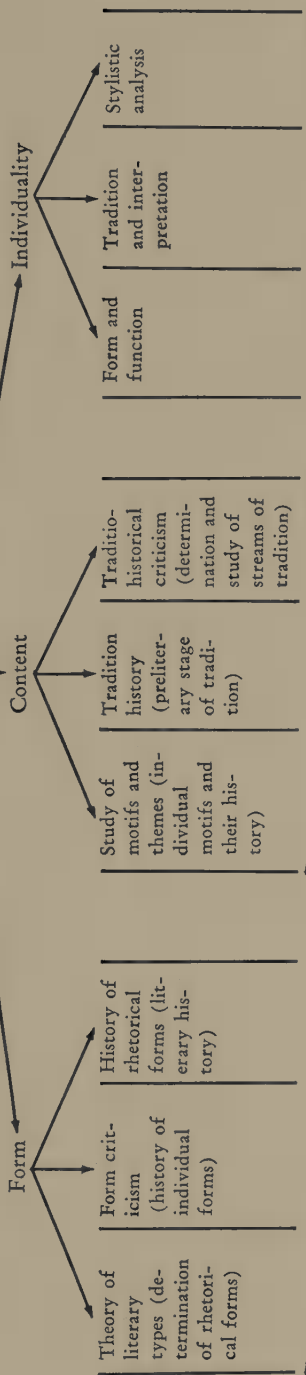 Form
Theory of
literary
types (de-
termination
of rhetori-
cal forms)
Form crit-
icism
(history of
individual
forms)
History of
rhetorical
forms (lit-
erary his-
tory)
Content
Study of
motifs and
themes (in-
dividual
motifs and
their his-
tory)
Tradition
history
(preliter-
ary stage
of tradi-
tion)
Traditio-
historical
criticism
(determi-
nation and
study of
streams of
tradition)
Individuality
Form and
function
Tradition
and inter-
pretation
Stylistic
analysis